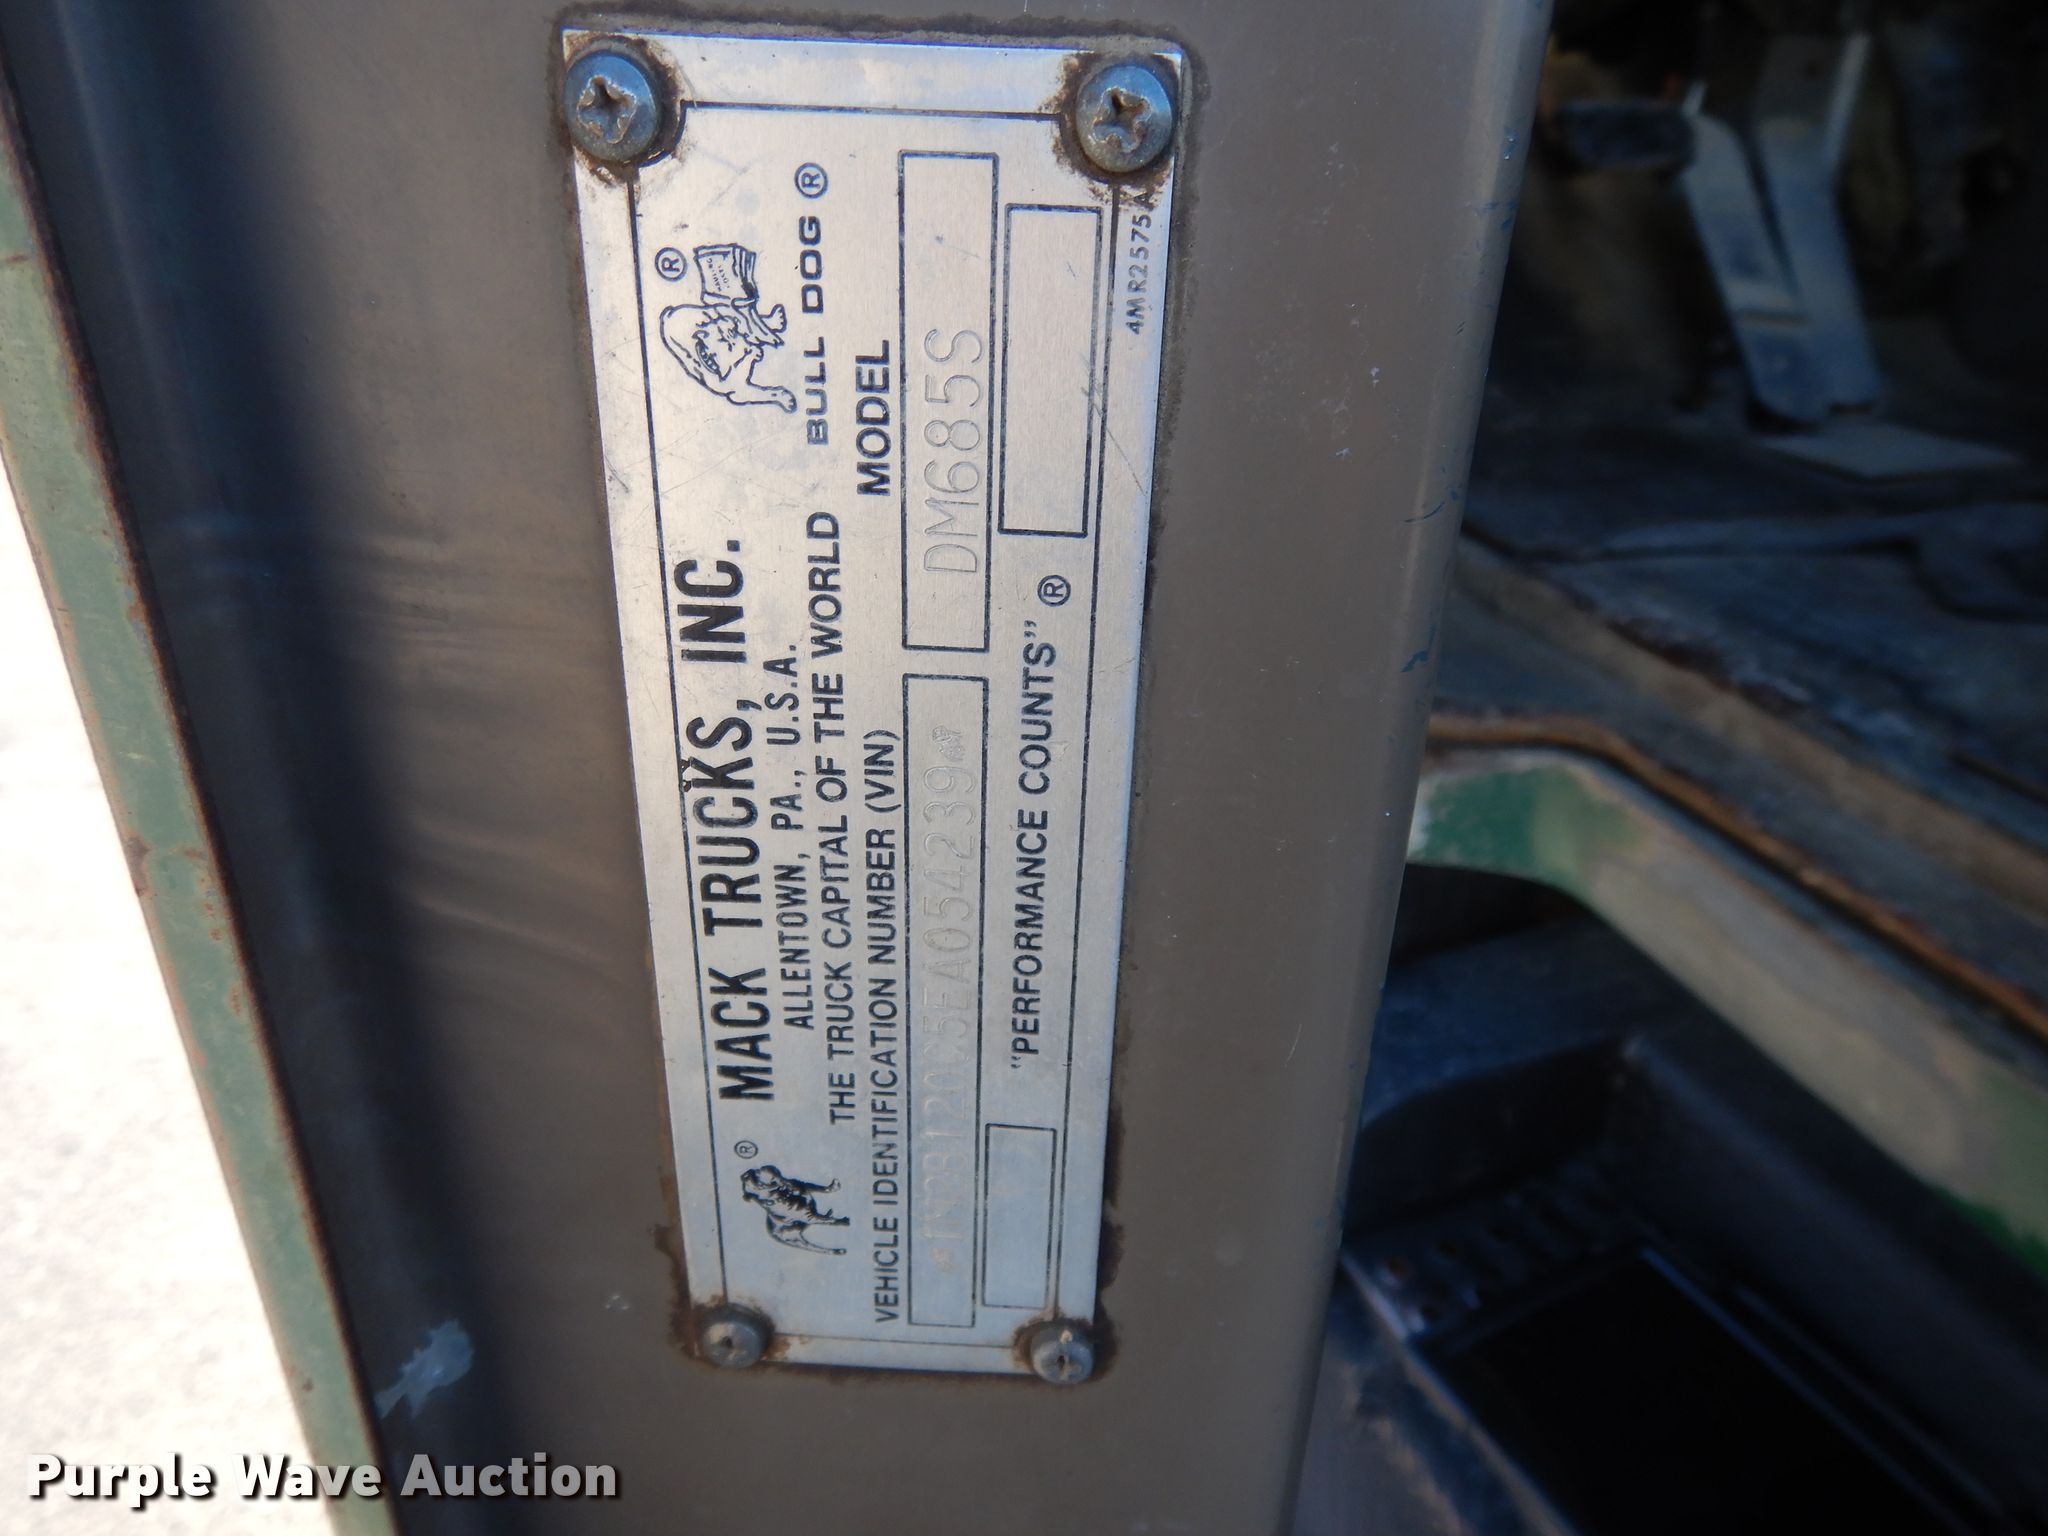 MACK TRUCKS, INC.
ALLENTOWN, PA., U.S.A.
THE TRUCK CAPITAL OF THE WORLD
®
®
BULL DOG ®
VEHICLE IDENTIFICATION NUMBER (VIN)
MODEL
*1M2B120C5EA054239*
DM685S
"PERFORMANCE COUNTS" ®
4MR2575A
Purple Wave Auction